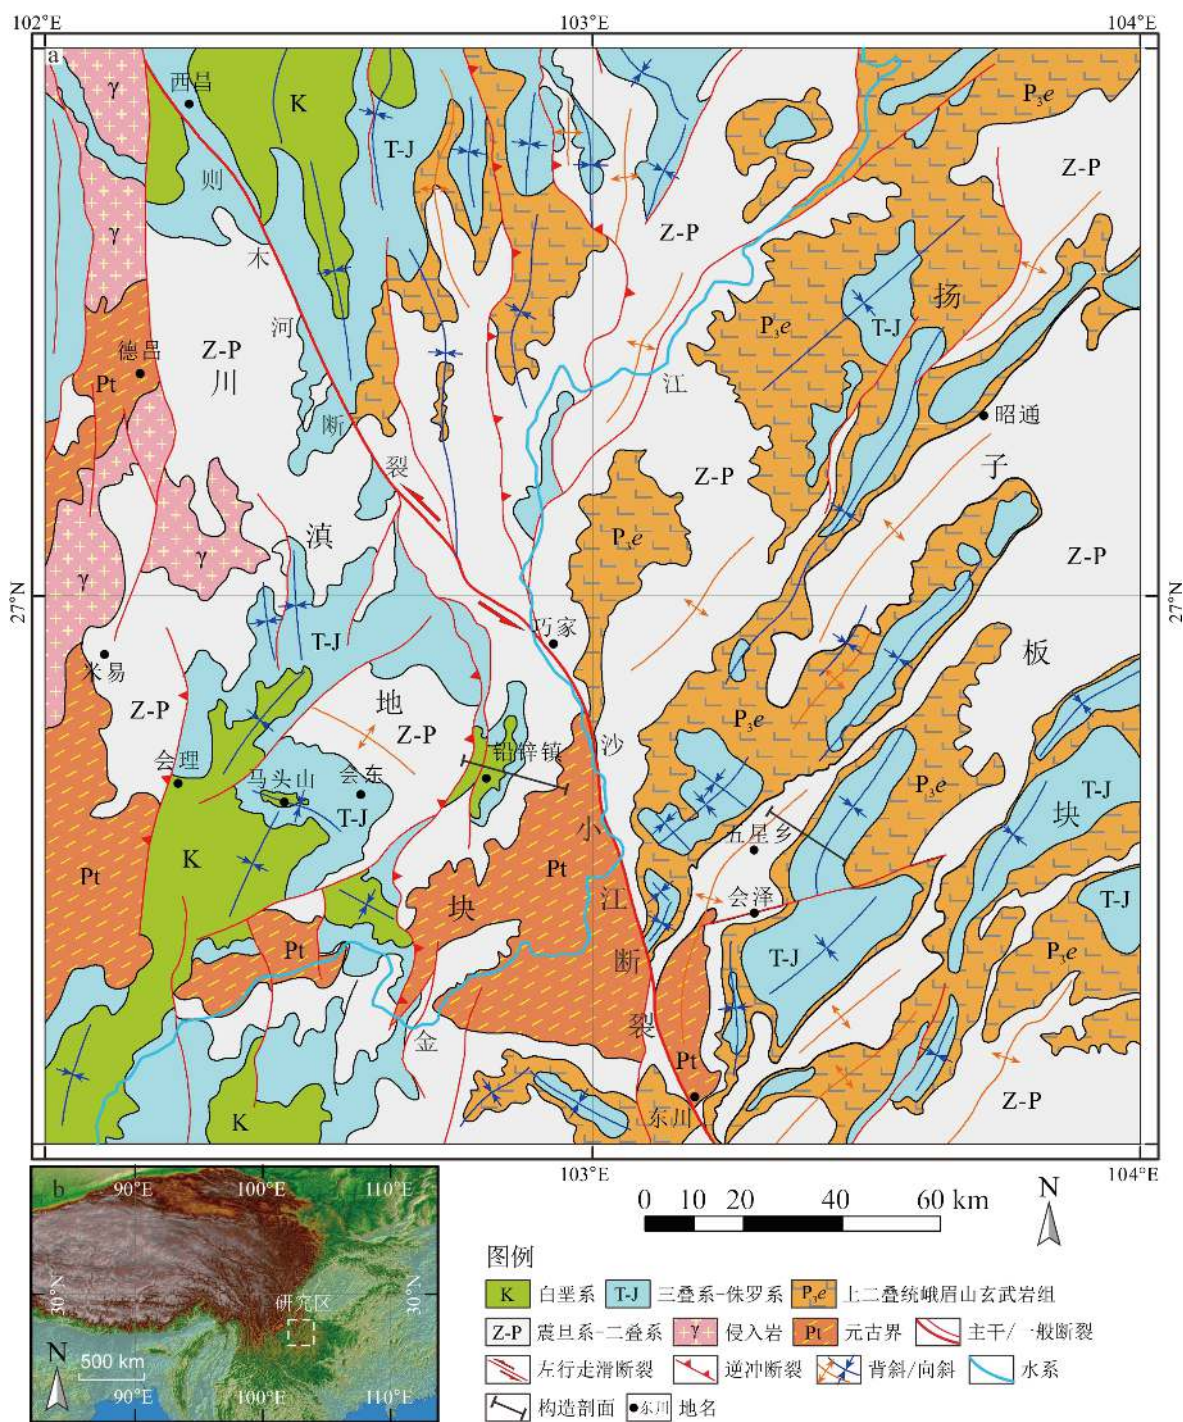 102°E 103°E 104°E
a
西昌
γ
K
P₃e
T-J
Z-P
则
γ
Z-P
木
扬
河
P₃e
T-J
德昌
Z-P
Pt
川
江
断
昭通
裂
Z-P
子
滇
P₃e
γ
γ
Z-P
27°N 27°N
T-J
巧家
米易
板
地
Z-P
Z-P
P₃e
沙
会理
铅锌镇
马头山
会东
T-J
P₃e
T-J
块
小
五星乡
K
Pt
Pt
江
会泽
块
T-J
Pt
断
T-J
P₃e
裂
金
Pt
K
东川
Z-P
103°E 104°E
b
90°E 100°E 110°E
30°N 30°N
研究区
N
500 km
90°E 100°E 110°E
0 10 20 40 60 km
N
图例
K 白垩系 T-J 三叠系-侏罗系 P₃e 上二叠统峨眉山玄武岩组
Z-P 震旦系-二叠系 γ 侵入岩 Pt 元古界 主干/一般断裂
左行走滑断裂 逆冲断裂 背斜/向斜 水系
构造剖面 东川 地名